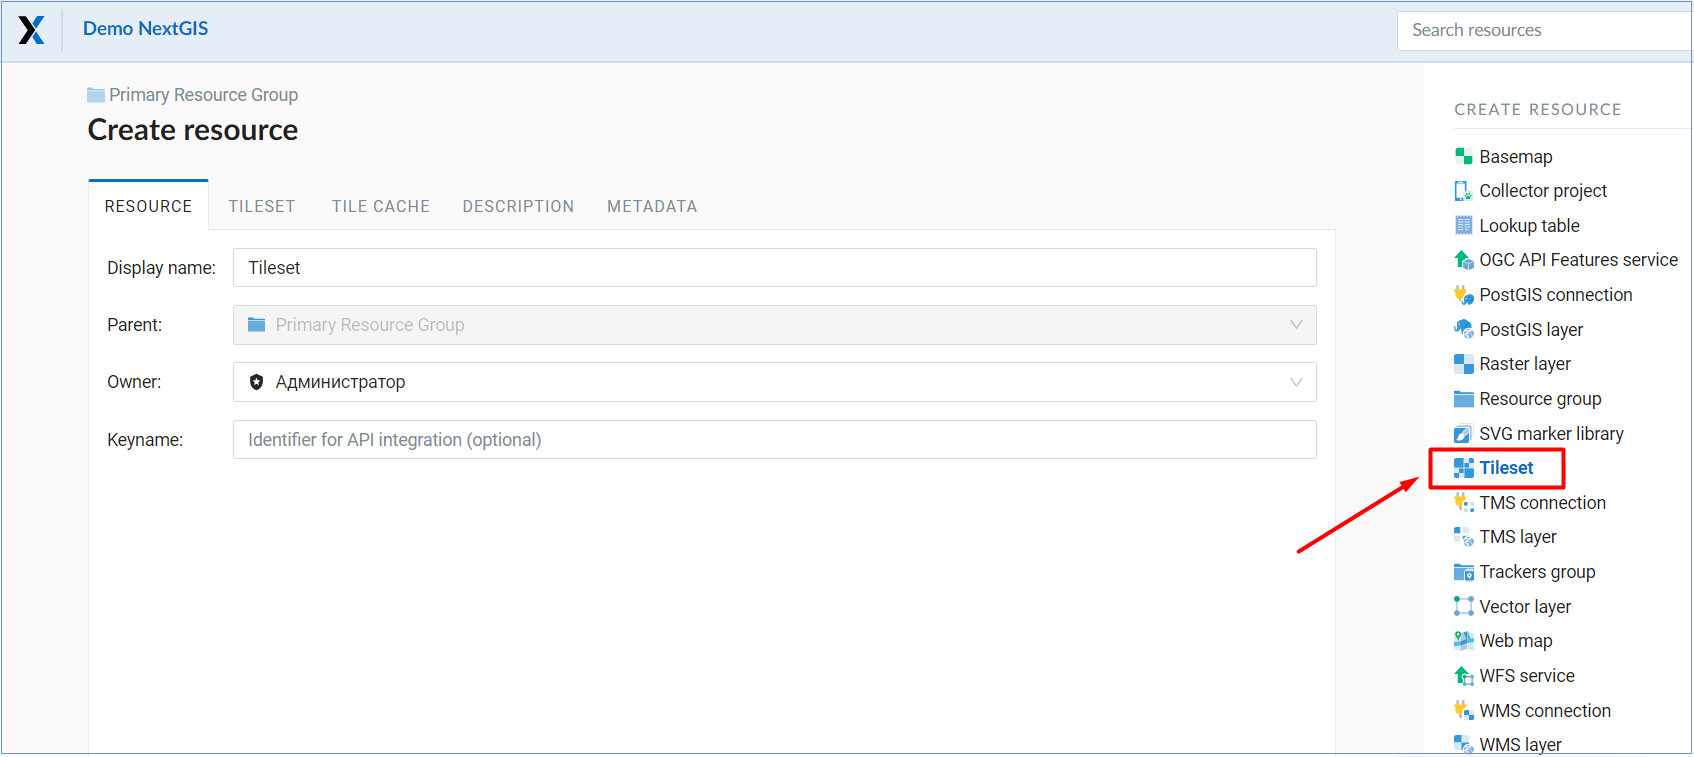 Demo NextGIS
Search resources
Primary Resource Group
Create resource
RESOURCE TILESET TILE CACHE DESCRIPTION METADATA
Display name: Tileset
Parent: Primary Resource Group
Owner: Администратор
Keyname: Identifier for API integration (optional)
CREATE RESOURCE
Basemap
Collector project
Lookup table
OGC API Features service
PostGIS connection
PostGIS layer
Raster layer
Resource group
SVG marker library
Tileset
TMS connection
TMS layer
Trackers group
Vector layer
Web map
WFS service
WMS connection
WMS layer